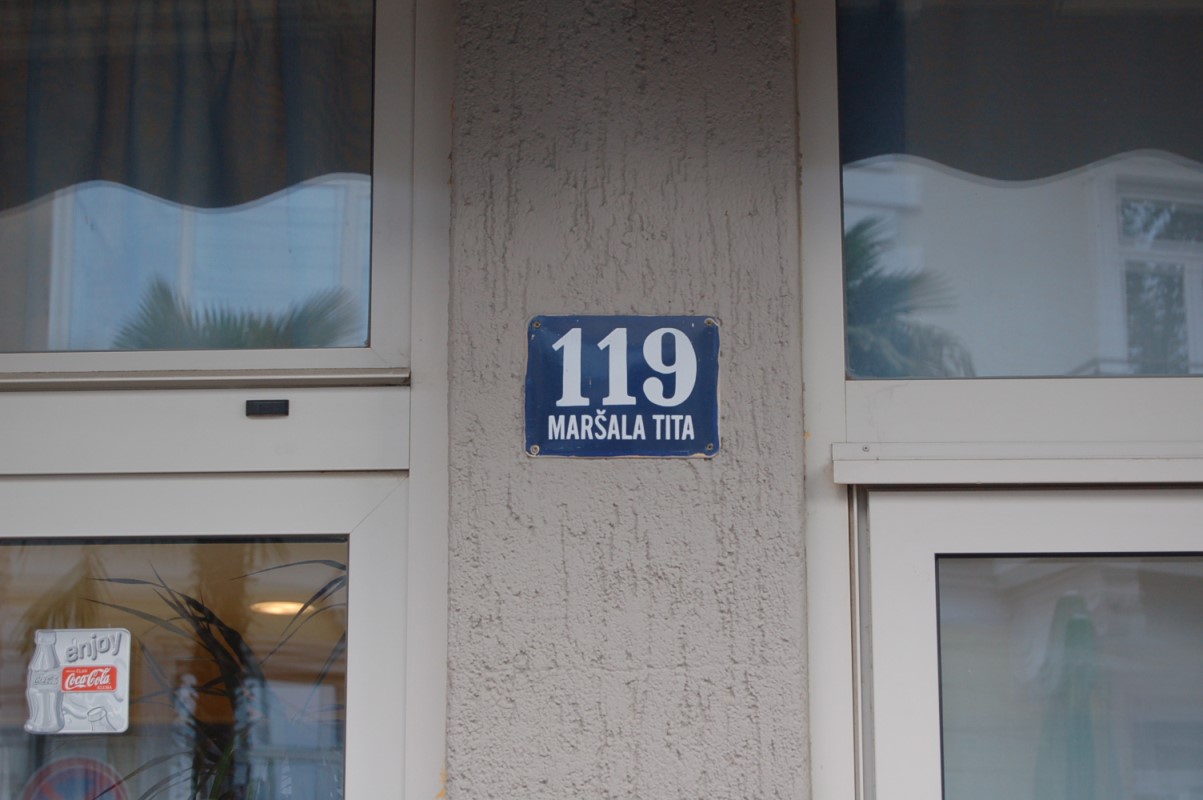 119
MARŠALA TITA
enjoy
Coca-Cola